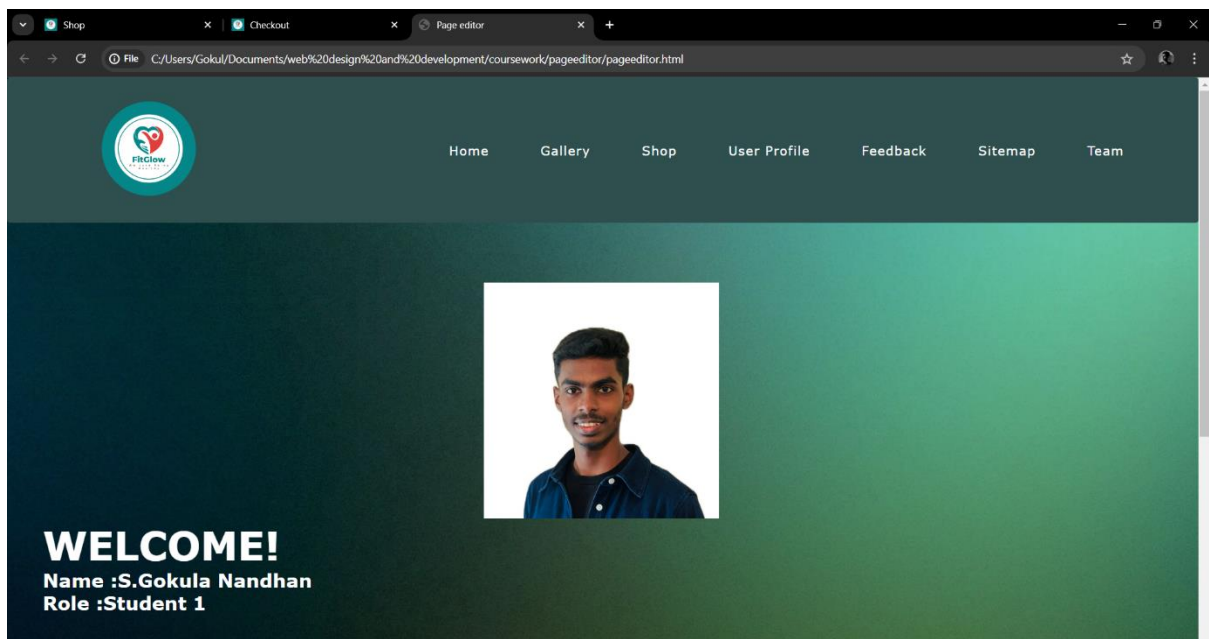 Shop
Checkout
Page editor
File C:/Users/Gokul/Documents/web%20design%20and%20development/coursework/pageeditor/pageeditor.html
FitGlow
Home Gallery Shop User Profile Feedback Sitemap Team
WELCOME!
Name :S.Gokula Nandhan
Role :Student 1